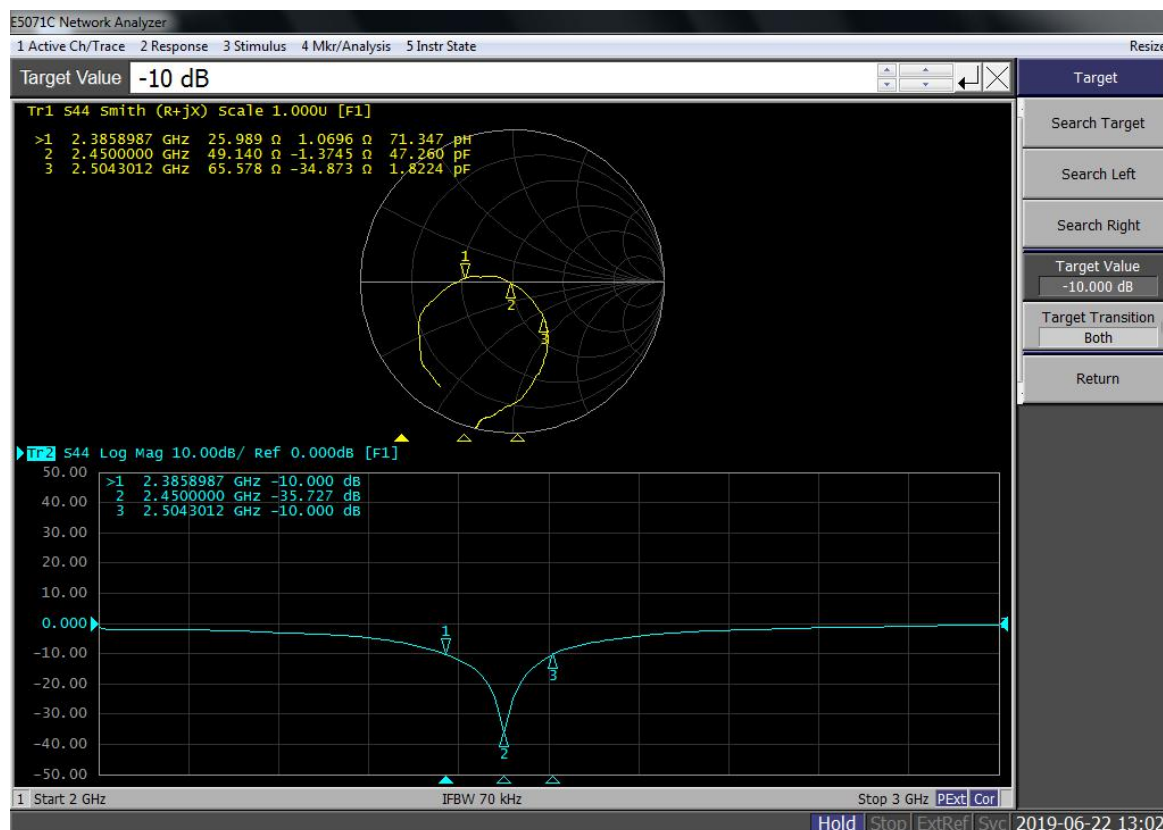 E5071C Network Analyzer
1 Active Ch/Trace 2 Response 3 Stimulus 4 Mkr/Analysis 5 Instr State Resize
Target Value -10 dB
Target
Search Target
Search Left
Search Right
Target Value
-10.000 dB
Target Transition
Both
Return
Tr1 S44 Smith (R+jX) Scale 1.000U [F1]
>1 2.3858987 GHz 25.989 Ω 1.0696 Ω 71.347 pH
2 2.4500000 GHz 49.140 Ω -1.3745 Ω 47.260 pF
3 2.5043012 GHz 65.578 Ω -34.873 Ω 1.8224 pF
1
2
3
Tr2 S44 Log Mag 10.00dB/ Ref 0.000dB [F1]
>1 2.3858987 GHz -10.000 dB
2 2.4500000 GHz -35.727 dB
3 2.5043012 GHz -10.000 dB
50.00
40.00
30.00
20.00
10.00
0.000
-10.00
-20.00
-30.00
-40.00
-50.00
1
3
2
1 Start 2 GHz IFBW 70 kHz Stop 3 GHz PExt Cor
Hold Stop ExtRef Svc 2019-06-22 13:02